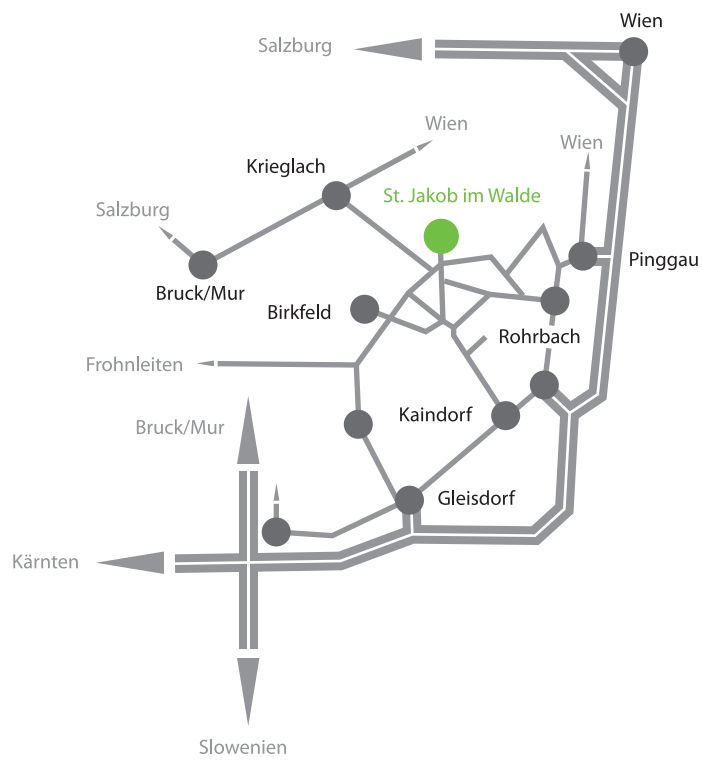 Wien
Salzburg
Wien
Wien
Krieglach
St. Jakob im Walde
Salzburg
Pinggau
Bruck/Mur
Birkfeld
Rohrbach
Frohnleiten
Kaindorf
Bruck/Mur
Gleisdorf
Kärnten
Slowenien